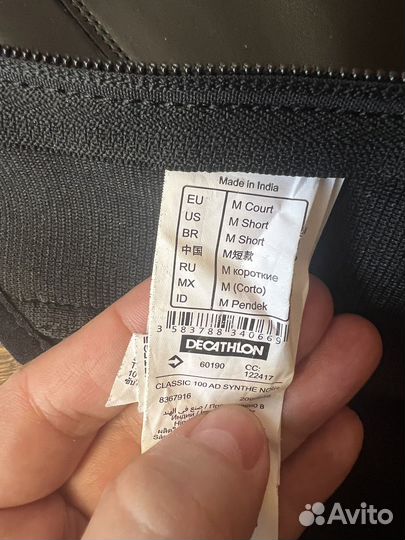 Made in India
EU M Court
US M Short
BR M Short
中国 M短款
RU M короткие
MX M (Corto)
ID M Pendek
3 583788 340669
DECATHLON
60190 CC:
122417
CLASSIC 100 AD SYNTHE
8367916
Avito